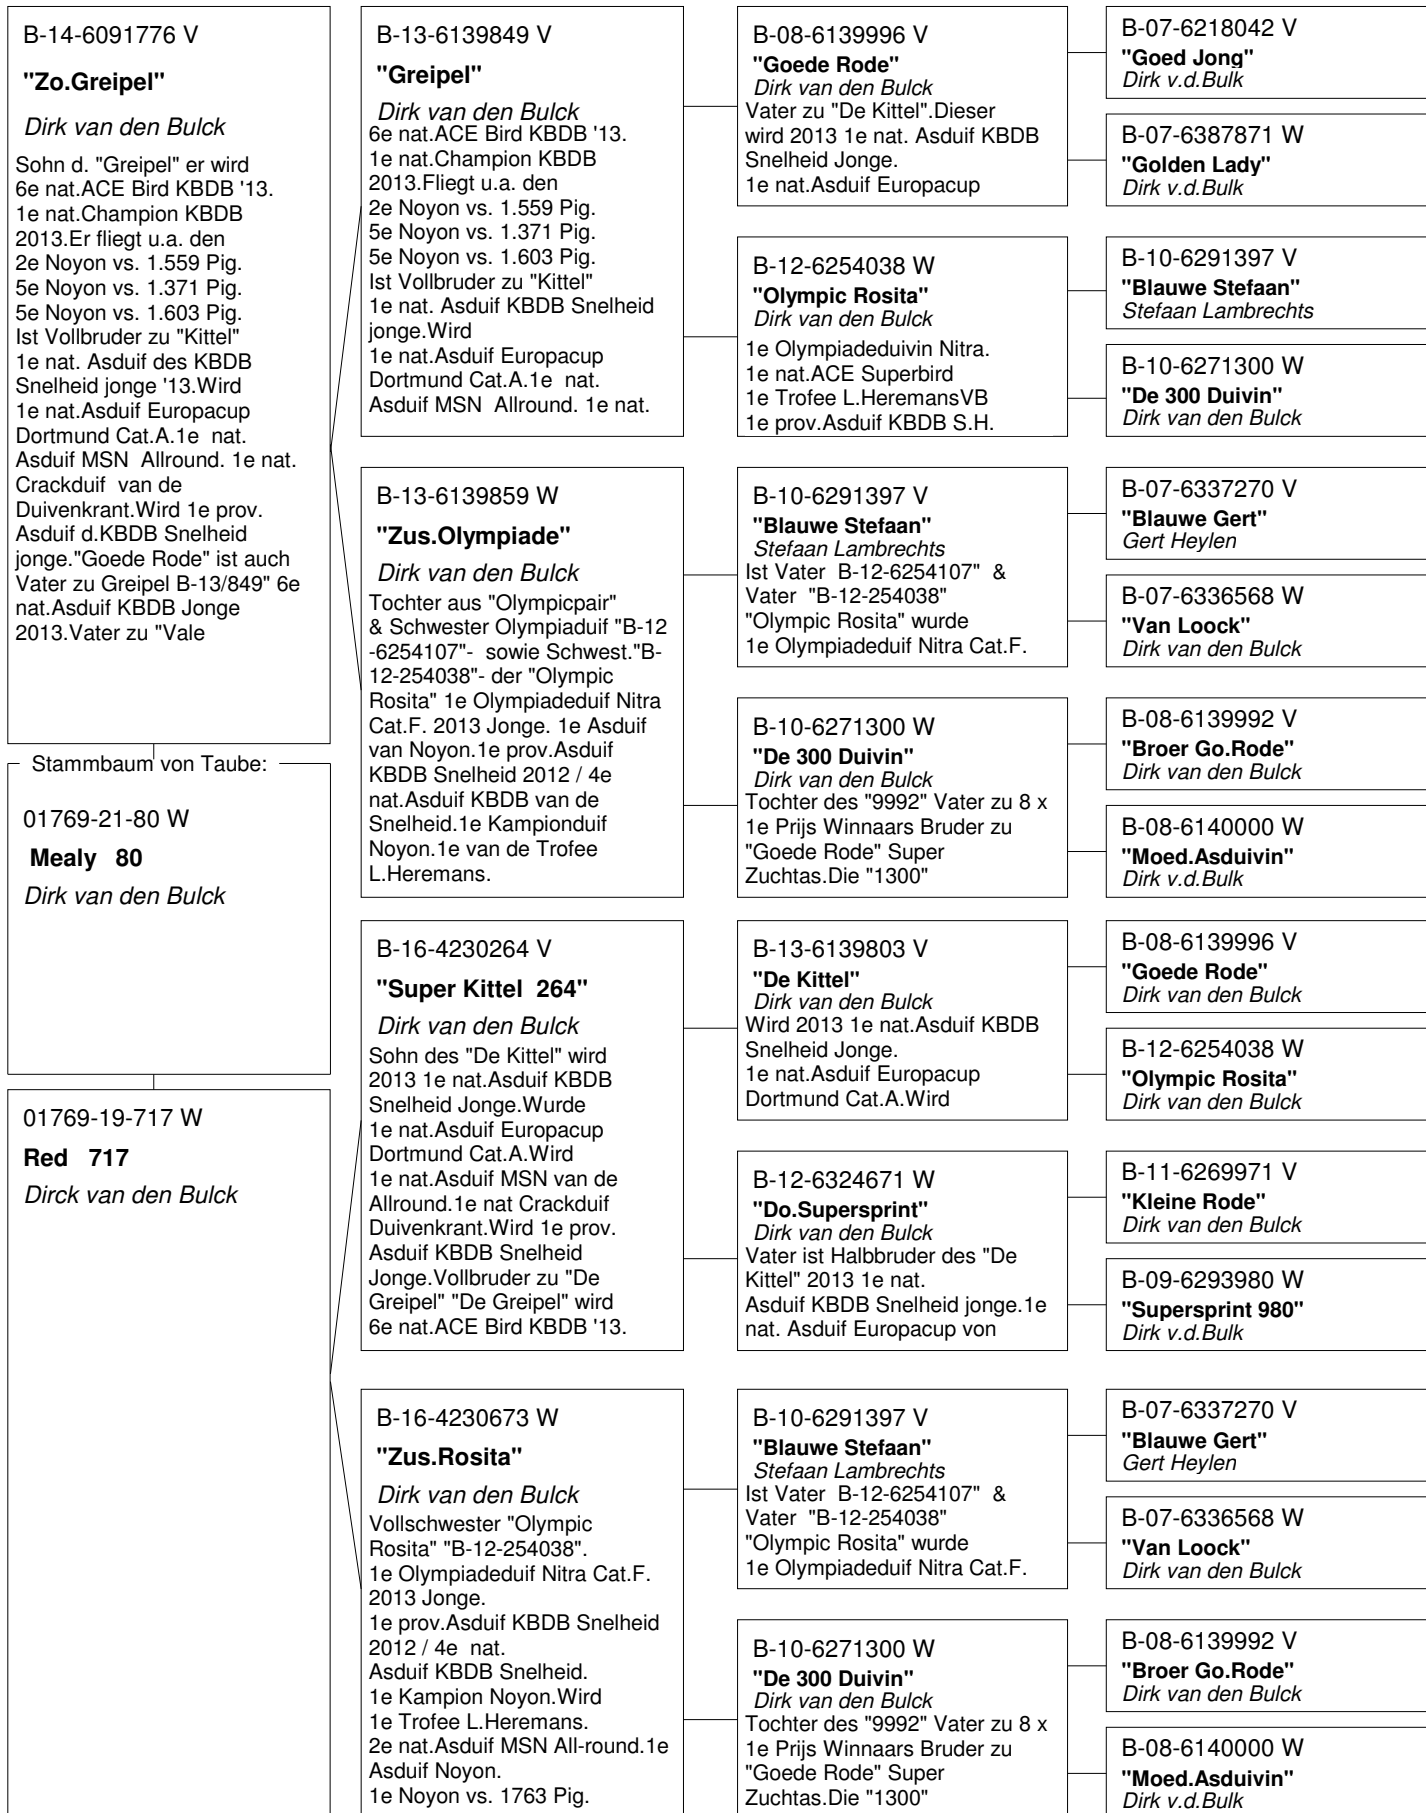 B-14-6091776 V
"Zo.Greipel"
Dirk van den Bulck
Sohn d. "Greipel" er wird
6e nat.ACE Bird KBDB '13.
1e nat.Champion KBDB
2013.Er fliegt u.a. den
2e Noyon vs. 1.559 Pig.
5e Noyon vs. 1.371 Pig.
5e Noyon vs. 1.603 Pig.
Ist Vollbruder zu "Kittel"
1e nat. Asduif des KBDB
Snelheid jonge '13.Wird
1e nat.Asduif Europacup
Dortmund Cat.A.1e nat.
Asduif MSN Allround. 1e nat.
Crackduif van de
Duivenkrant.Wird 1e prov.
Asduif d.KBDB Snelheid
jonge."Goede Rode" ist auch
Vater zu Greipel B-13/849" 6e
nat.Asduif KBDB Jonge
2013.Vater zu "Vale
Stammbaum von Taube:
01769-21-80 W
Mealy 80
Dirk van den Bulck
01769-19-717 W
Red 717
Dirck van den Bulck
B-13-6139849 V
"Greipel"
Dirk van den Bulck
6e nat.ACE Bird KBDB '13.
1e nat.Champion KBDB
2013.Fliegt u.a. den
2e Noyon vs. 1.559 Pig.
5e Noyon vs. 1.371 Pig.
5e Noyon vs. 1.603 Pig.
Ist Vollbruder zu "Kittel"
1e nat. Asduif KBDB Snelheid
jonge.Wird
1e nat.Asduif Europacup
Dortmund Cat.A.1e nat.
Asduif MSN Allround. 1e nat.
B-13-6139859 W
"Zus.Olympiade"
Dirk van den Bulck
Tochter aus "Olympicpair"
& Schwester Olympiaduif "B-12
-6254107"- sowie Schwest."B-
12-254038"- der "Olympic
Rosita" 1e Olympiadeduif Nitra
Cat.F. 2013 Jonge. 1e Asduif
van Noyon.1e prov.Asduif
KBDB Snelheid 2012 / 4e
nat.Asduif KBDB van de
Snelheid.1e Kampionduif
Noyon.1e van de Trofee
L.Heremans.
B-16-4230264 V
"Super Kittel 264"
Dirk van den Bulck
Sohn des "De Kittel" wird
2013 1e nat.Asduif KBDB
Snelheid Jonge.Wurde
1e nat.Asduif Europacup
Dortmund Cat.A.Wird
1e nat.Asduif MSN van de
Allround.1e nat Crackduif
Duivenkrant.Wird 1e prov.
Asduif KBDB Snelheid
Jonge.Vollbruder zu "De
Greipel" "De Greipel" wird
6e nat.ACE Bird KBDB '13.
B-16-4230673 W
"Zus.Rosita"
Dirk van den Bulck
Vollschwester "Olympic
Rosita" "B-12-254038".
1e Olympiadeduif Nitra Cat.F.
2013 Jonge.
1e prov.Asduif KBDB Snelheid
2012 / 4e nat.
Asduif KBDB Snelheid.
1e Kampion Noyon.Wird
1e Trofee L.Heremans.
2e nat.Asduif MSN All-round.1e
Asduif Noyon.
1e Noyon vs. 1763 Pig.
B-08-6139996 V
"Goede Rode"
Dirk van den Bulck
Vater zu "De Kittel".Dieser
wird 2013 1e nat. Asduif KBDB
Snelheid Jonge.
1e nat.Asduif Europacup
B-12-6254038 W
"Olympic Rosita"
Dirk van den Bulck
1e Olympiadeduivin Nitra.
1e nat.ACE Superbird
1e Trofee L.HeremansVB
1e prov.Asduif KBDB S.H.
B-10-6291397 V
"Blauwe Stefaan"
Stefaan Lambrechts
Ist Vater B-12-6254107" &
Vater "B-12-254038"
"Olympic Rosita" wurde
1e Olympiadeduif Nitra Cat.F.
B-10-6271300 W
"De 300 Duivin"
Dirk van den Bulck
Tochter des "9992" Vater zu 8 x
1e Prijs Winnaars Bruder zu
"Goede Rode" Super
Zuchtas.Die "1300"
B-13-6139803 V
"De Kittel"
Dirk van den Bulck
Wird 2013 1e nat.Asduif KBDB
Snelheid Jonge.
1e nat.Asduif Europacup
Dortmund Cat.A.Wird
B-12-6324671 W
"Do.Supersprint"
Dirk van den Bulck
Vater ist Halbbruder des "De
Kittel" 2013 1e nat.
Asduif KBDB Snelheid jonge.1e
nat. Asduif Europacup von
B-10-6291397 V
"Blauwe Stefaan"
Stefaan Lambrechts
Ist Vater B-12-6254107" &
Vater "B-12-254038"
"Olympic Rosita" wurde
1e Olympiadeduif Nitra Cat.F.
B-10-6271300 W
"De 300 Duivin"
Dirk van den Bulck
Tochter des "9992" Vater zu 8 x
1e Prijs Winnaars Bruder zu
"Goede Rode" Super
Zuchtas.Die "1300"
B-07-6218042 V
"Goed Jong"
Dirk v.d.Bulk
B-07-6387871 W
"Golden Lady"
Dirk v.d.Bulk
B-10-6291397 V
"Blauwe Stefaan"
Stefaan Lambrechts
B-10-6271300 W
"De 300 Duivin"
Dirk van den Bulck
B-07-6337270 V
"Blauwe Gert"
Gert Heylen
B-07-6336568 W
"Van Loock"
Dirk van den Bulck
B-08-6139992 V
"Broer Go.Rode"
Dirk van den Bulck
B-08-6140000 W
"Moed.Asduivin"
Dirk v.d.Bulk
B-08-6139996 V
"Goede Rode"
Dirk van den Bulck
B-12-6254038 W
"Olympic Rosita"
Dirk van den Bulck
B-11-6269971 V
"Kleine Rode"
Dirk van den Bulck
B-09-6293980 W
"Supersprint 980"
Dirk v.d.Bulk
B-07-6337270 V
"Blauwe Gert"
Gert Heylen
B-07-6336568 W
"Van Loock"
Dirk van den Bulck
B-08-6139992 V
"Broer Go.Rode"
Dirk van den Bulck
B-08-6140000 W
"Moed.Asduivin"
Dirk v.d.Bulk